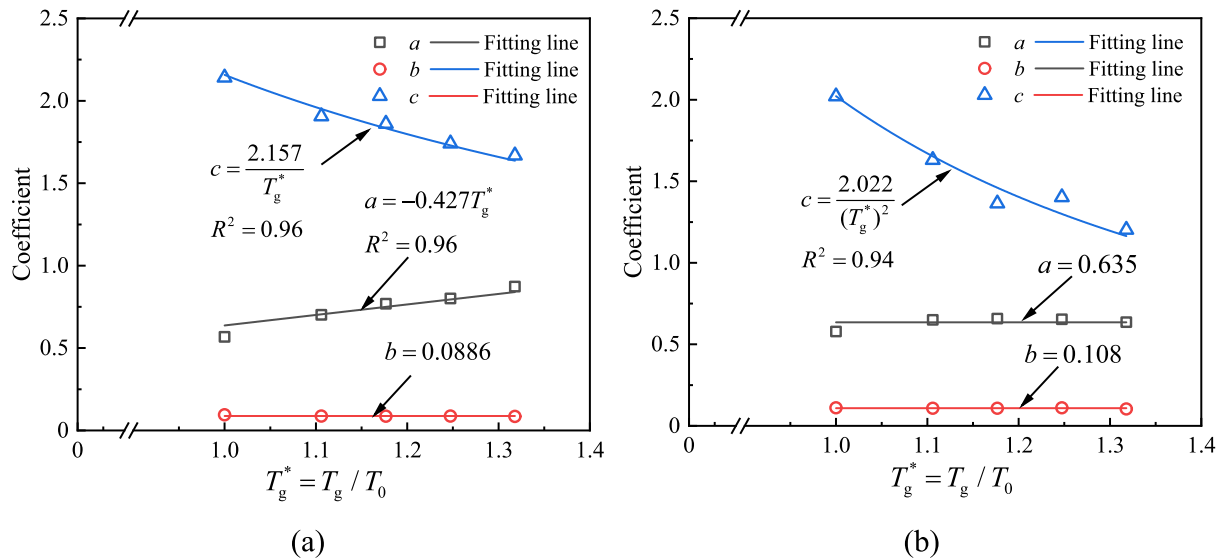 2.5
2.0
1.5
1.0
0.5
0
Coefficient
a Fitting line
b Fitting line
c Fitting line
c = 2.157 / T_g^*
R^2 = 0.96
a = −0.427T_g^*
R^2 = 0.96
b = 0.0886
0 1.0 1.1 1.2 1.3 1.4
T_g^* = T_g / T_0
(a)
2.5
2.0
1.5
1.0
0.5
0
Coefficient
a Fitting line
b Fitting line
c Fitting line
c = 2.022 / (T_g^*)^2
R^2 = 0.94
a = 0.635
b = 0.108
0 1.0 1.1 1.2 1.3 1.4
T_g^* = T_g / T_0
(b)